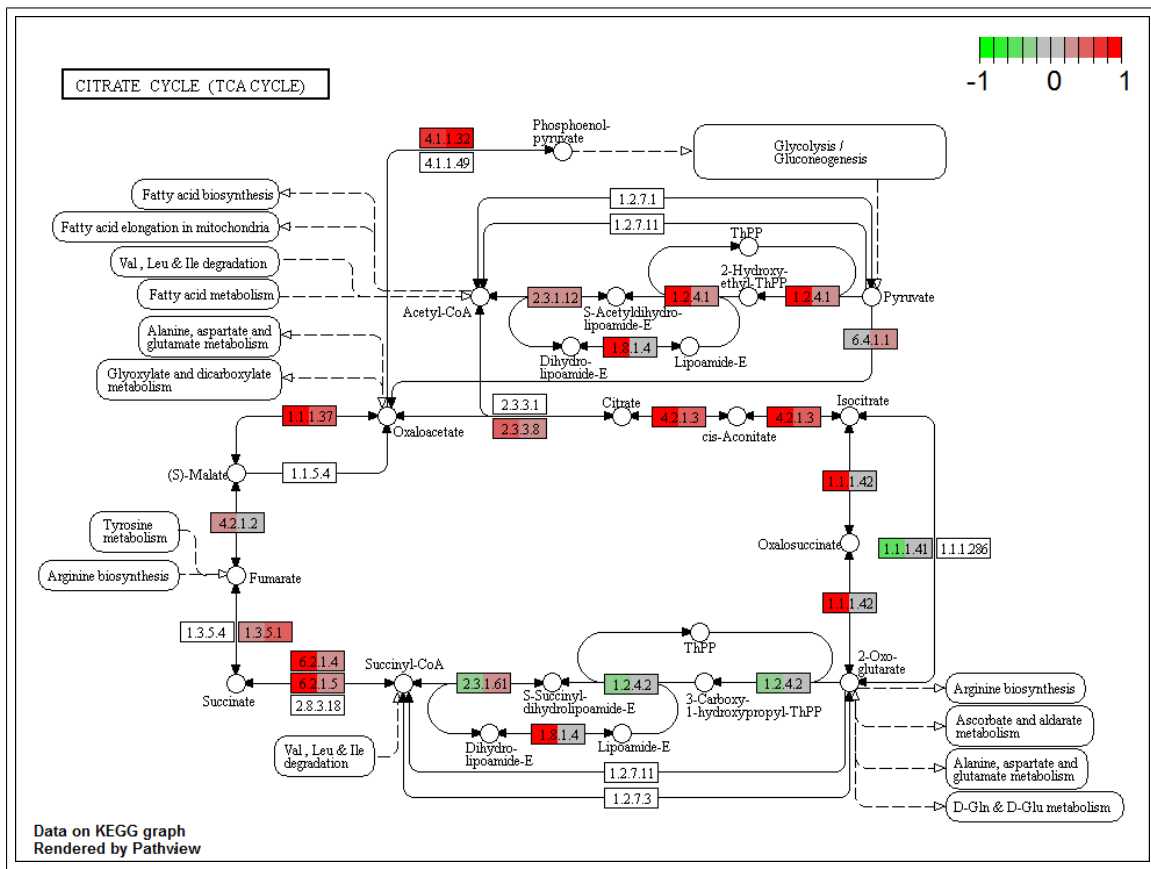 -1 0 1
CITRATE CYCLE (TCA CYCLE)
Phosphoenol-
pyruvate
4.1.1.32
4.1.1.49
Glycolysis /
Gluconeogenesis
Fatty acid biosynthesis
Fatty acid elongation in mitochondria
Val, Leu & Ile degradation
Fatty acid metabolism
Alanine, aspartate and
glutamate metabolism
Glyoxylate and dicarboxylate
metabolism
1.2.7.1
1.2.7.11
ThPP
2-Hydroxy-
ethyl-ThPP
Acetyl-CoA
2.3.1.12
S-Acetyldihydro-
lipoamide-E
1.2.4.1
1.2.4.1
Pyruvate
Dihydro-
lipoamide-E
1.8.1.4
Lipoamide-E
6.4.1.1
1.1.1.37
Oxaloacetate
2.3.3.1
2.3.3.8
Citrate
4.2.1.3
cis-Aconitate
4.2.1.3
Isocitrate
(S)-Malate
1.1.5.4
1.1.1.42
4.2.1.2
Tyrosine
metabolism
Arginine biosynthesis
Fumarate
Oxalosuccinate
1.1.1.41
1.1.1.286
1.1.1.42
1.3.5.4
1.3.5.1
6.2.1.4
6.2.1.5
2.8.3.18
Succinate
Succinyl-CoA
2.3.1.61
S-Succinyl-
dihydrolipoamide-E
1.2.4.2
ThPP
3-Carboxy-
1-hydroxypropyl-ThPP
1.2.4.2
2-Oxo-
glutarate
Dihydro-
lipoamide-E
1.8.1.4
Lipoamide-E
Val, Leu & Ile
degradation
1.2.7.11
1.2.7.3
Arginine biosynthesis
Ascorbate and aldarate
metabolism
Alanine, aspartate and
glutamate metabolism
D-Gln & D-Glu metabolism
Data on KEGG graph
Rendered by Pathview